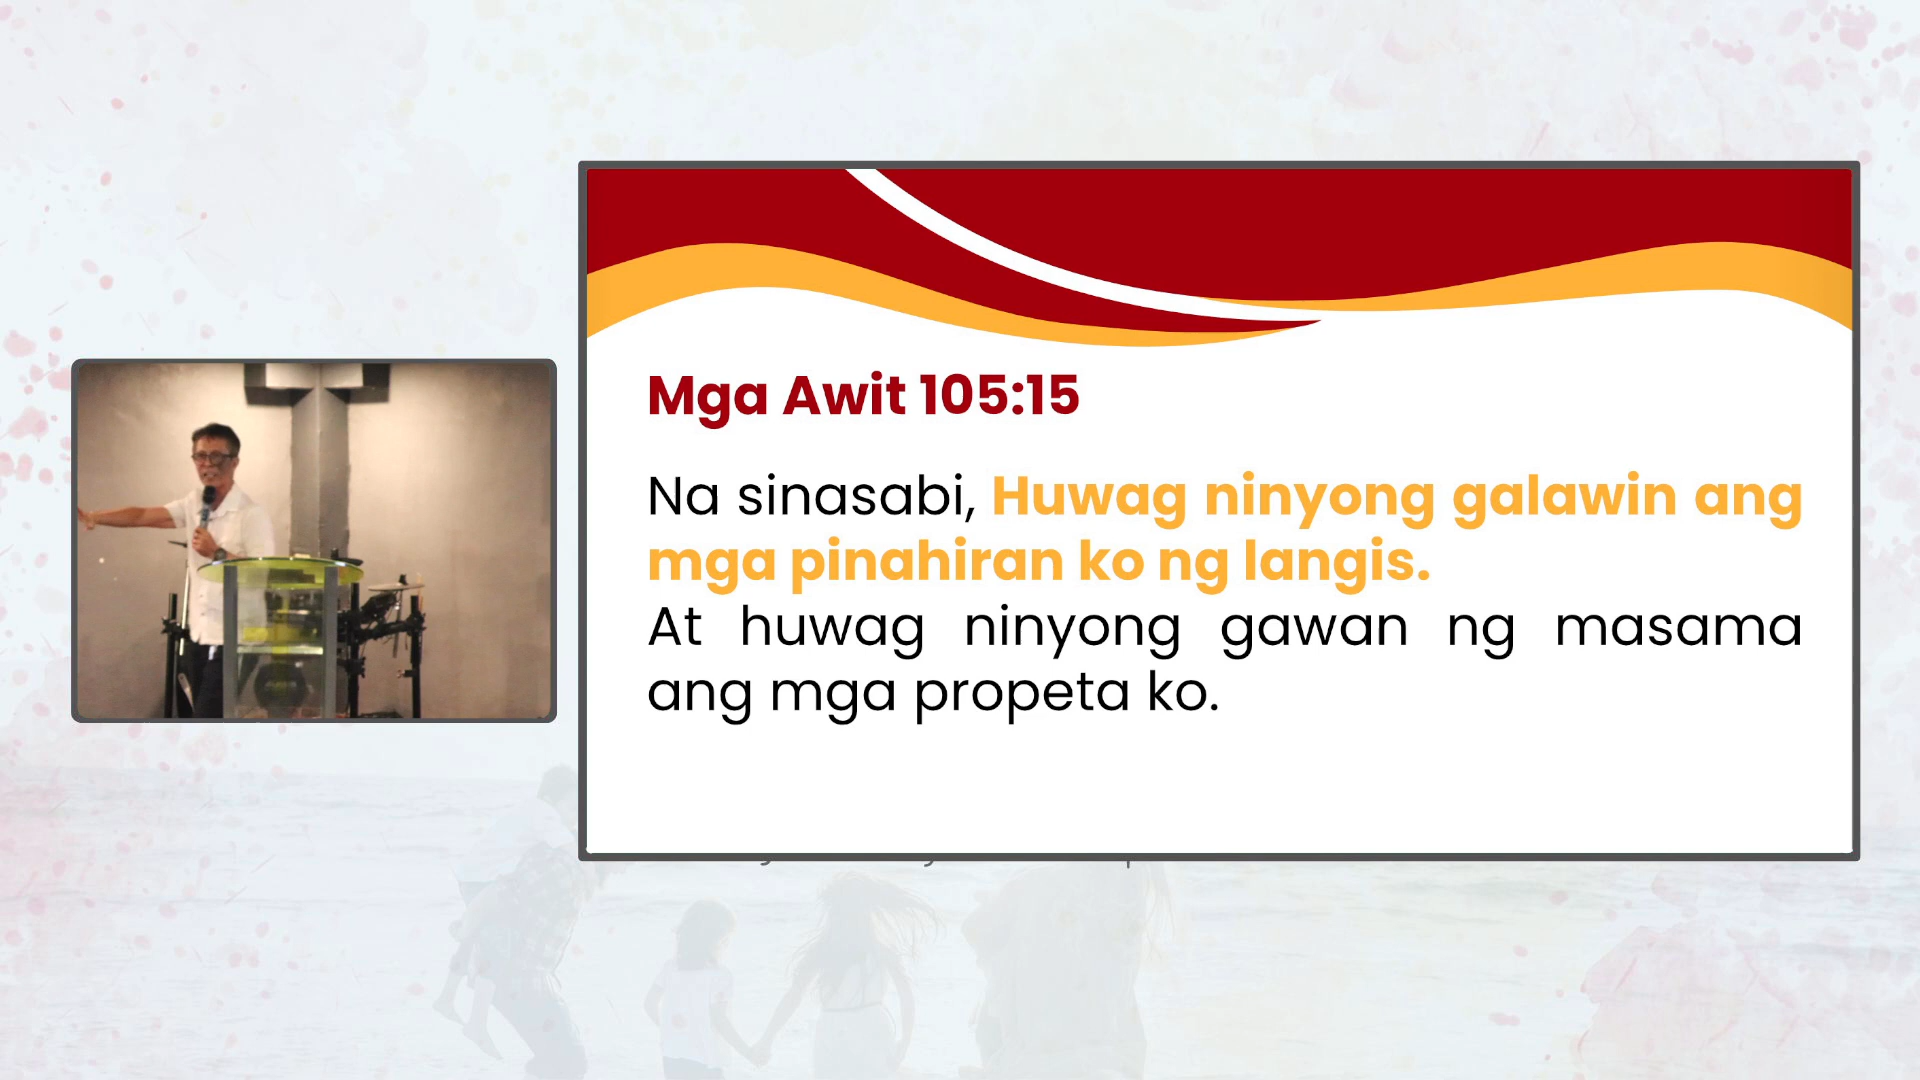 Mga Awit 105:15
Na sinasabi, Huwag ninyong galawin ang
mga pinahiran ko ng langis.
At huwag ninyong gawan ng masama
ang mga propeta ko.